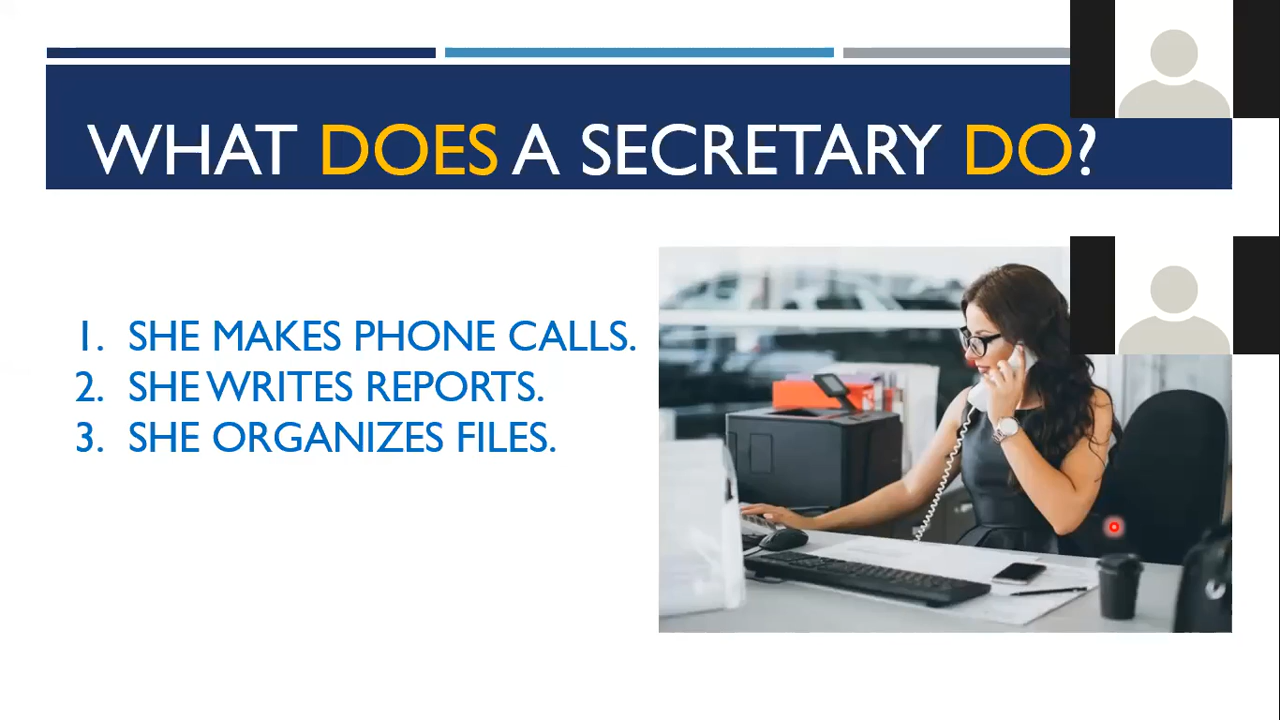 WHAT DOES A SECRETARY DO?
1. SHE MAKES PHONE CALLS.
2. SHE WRITES REPORTS.
3. SHE ORGANIZES FILES.